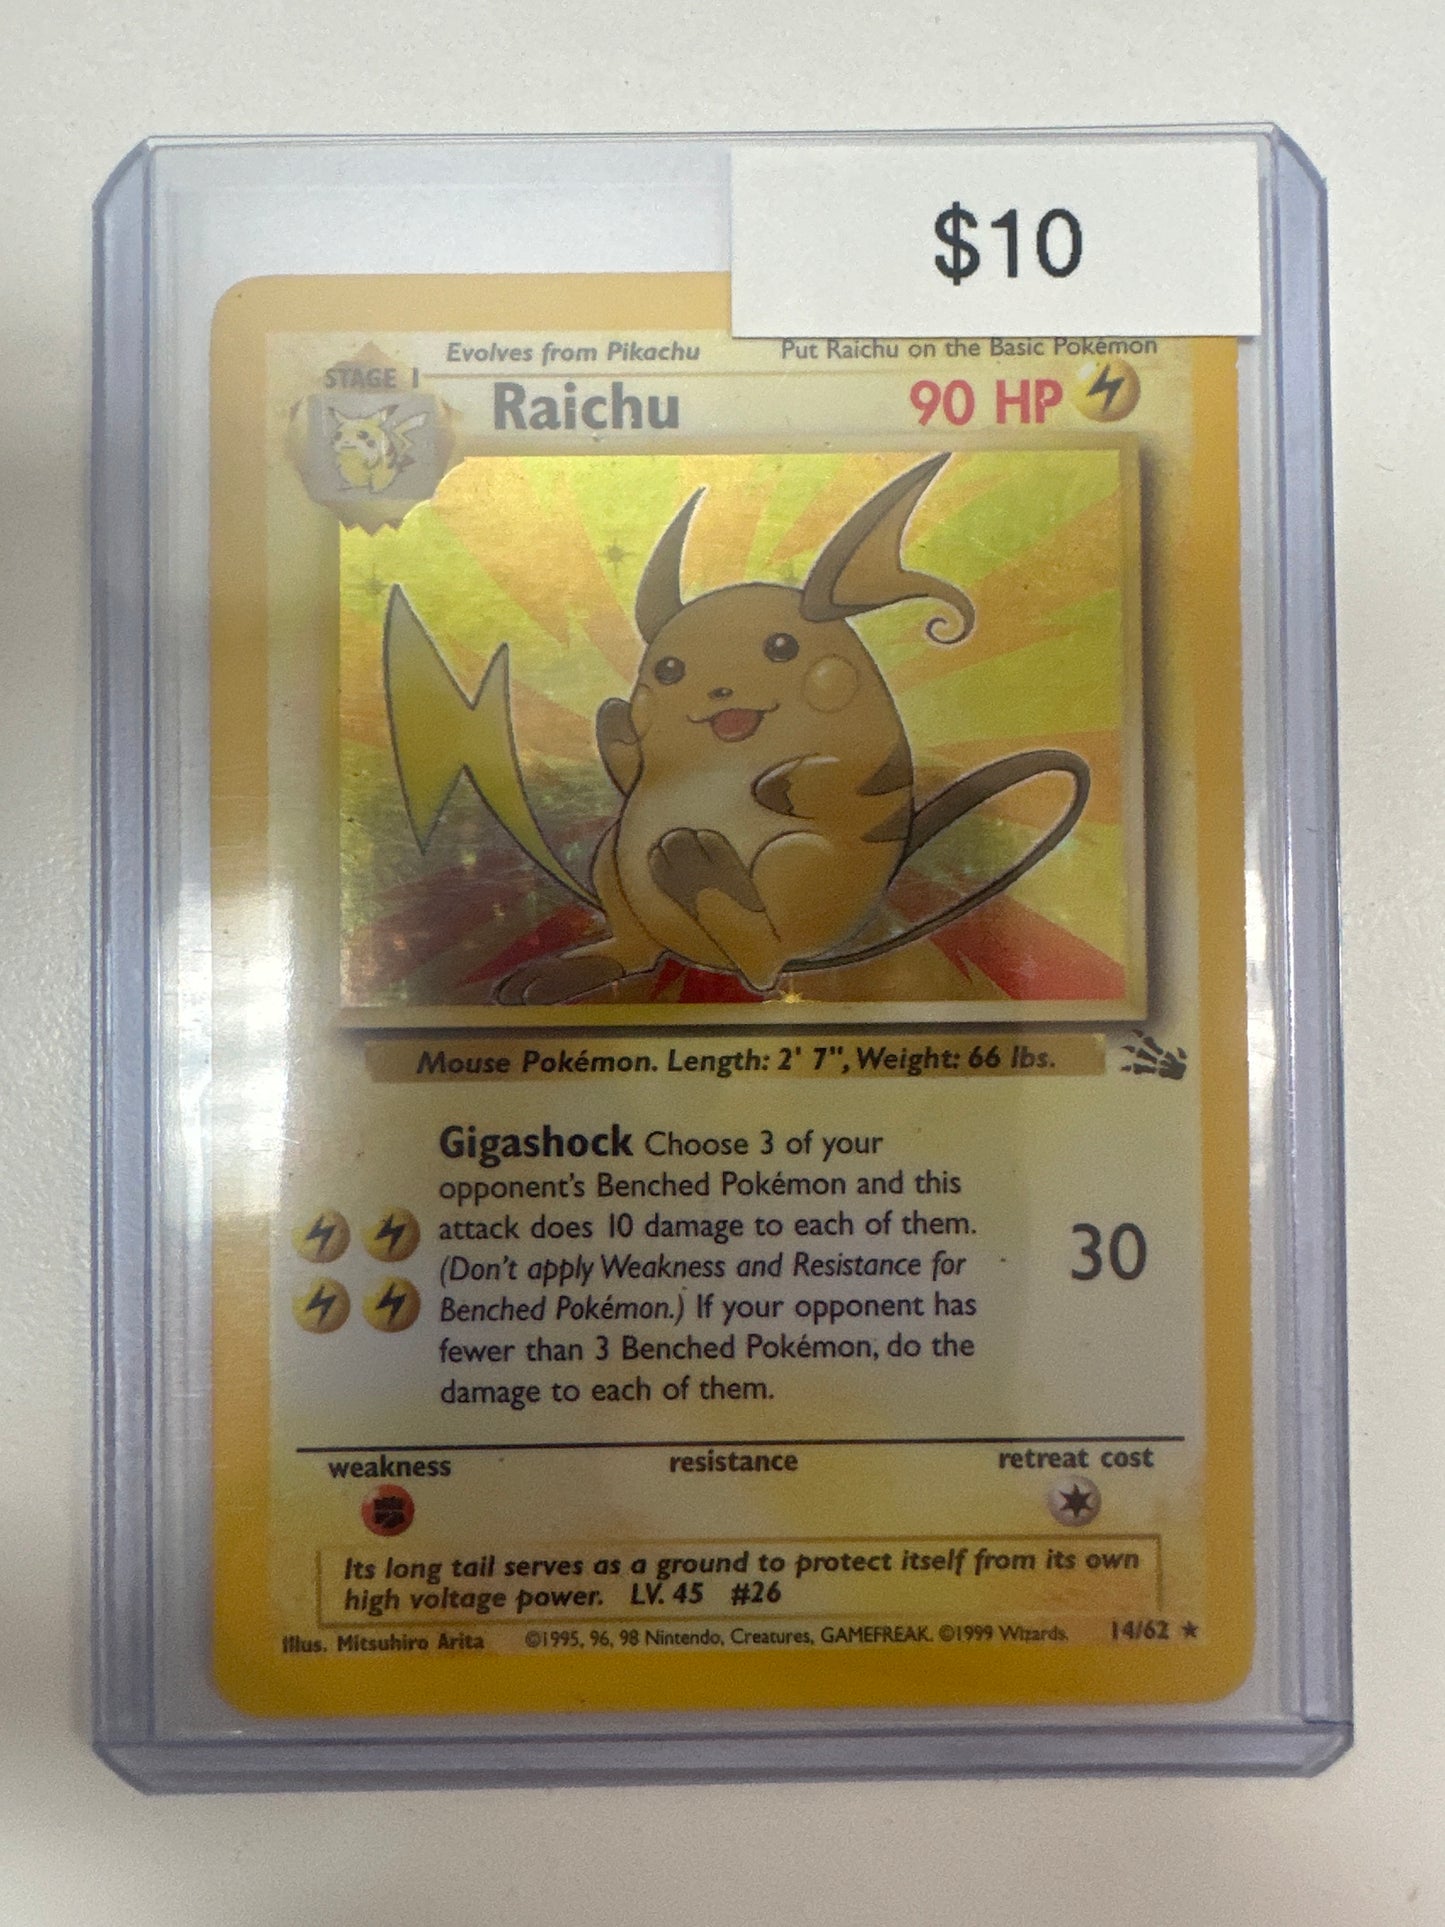 $10
Evolves from Pikachu Put Raichu on the Basic Pokémon
STAGE 1
Raichu 90 HP
Mouse Pokémon. Length: 2' 7", Weight: 66 lbs.
Gigashock Choose 3 of your
opponent's Benched Pokémon and this
attack does 10 damage to each of them.
(Don't apply Weakness and Resistance for
Benched Pokémon.) If your opponent has
fewer than 3 Benched Pokémon, do the
damage to each of them.
30
weakness resistance retreat cost
Its long tail serves as a ground to protect itself from its own
high voltage power. LV. 45 #26
Illus. Mitsuhiro Arita ©1995, 96, 98 Nintendo, Creatures, GAMEFREAK. ©1999 Wizards. 14/62 ★